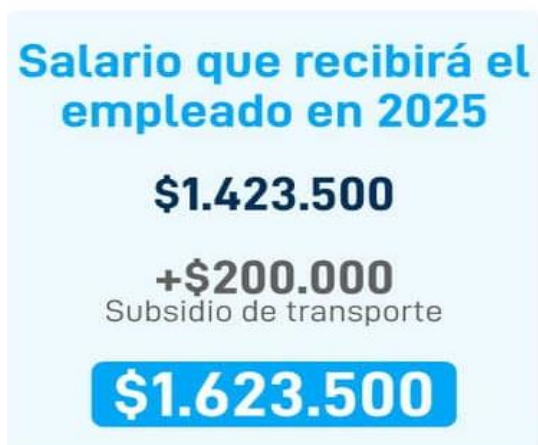 Salario que recibirá el
empleado en 2025
$1.423.500
+$200.000
Subsidio de transporte
$1.623.500